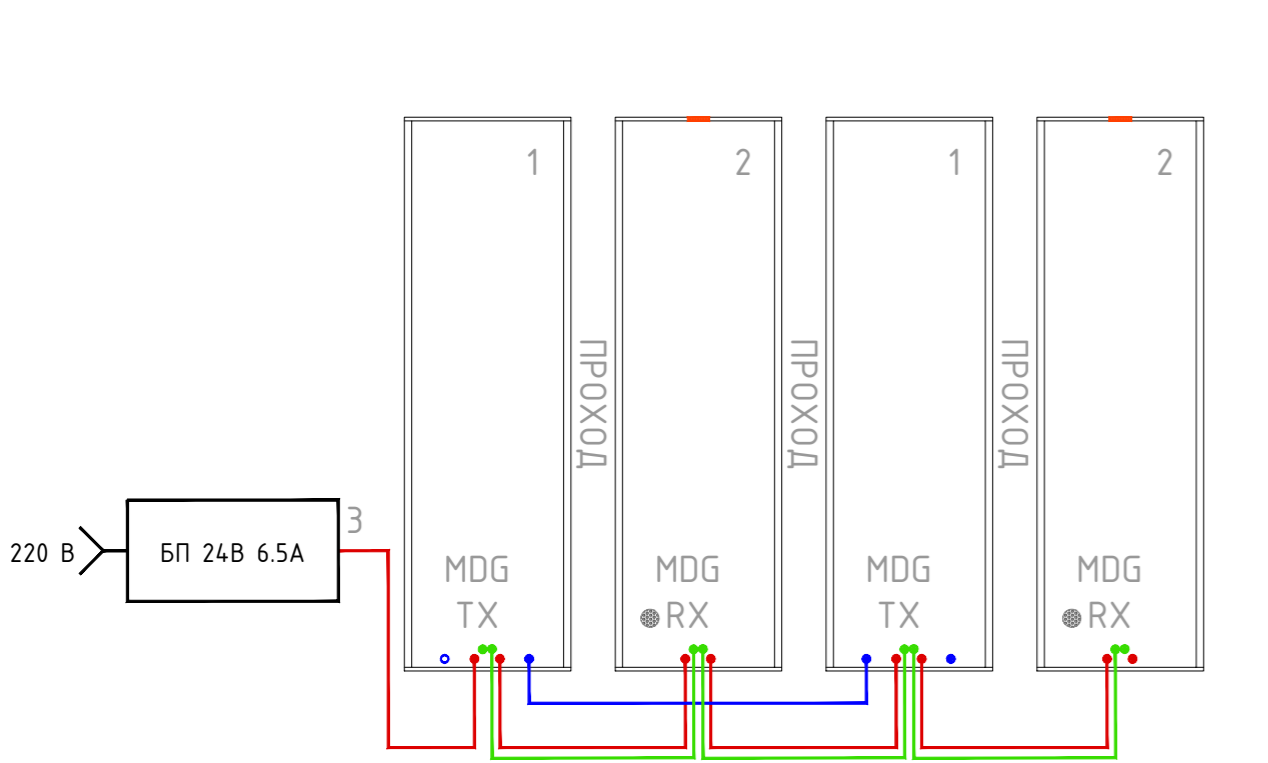 1
2
1
2
ПРОХОД
ПРОХОД
ПРОХОД
3
220 В
БП 24В 6.5А
MDG
TX
MDG
RX
MDG
TX
MDG
RX